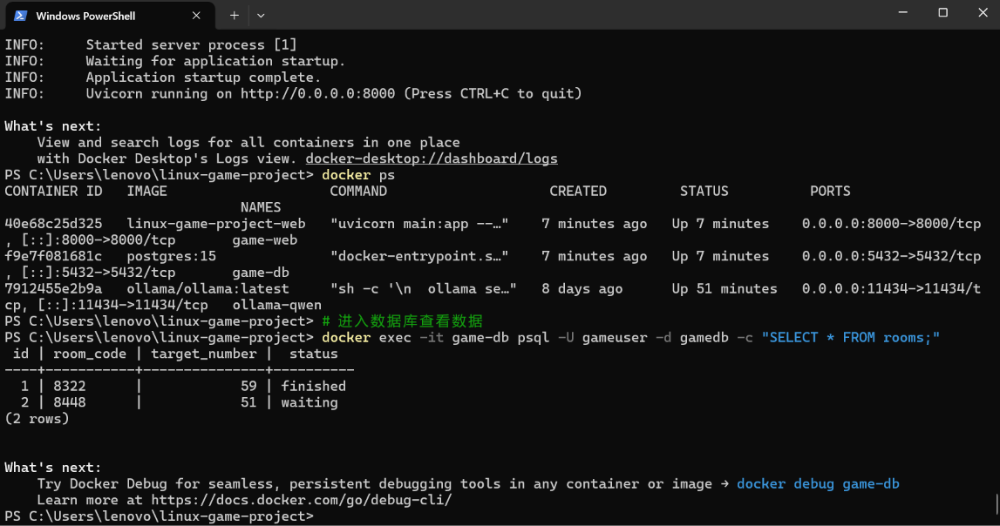 Windows PowerShell
INFO:     Started server process [1]
INFO:     Waiting for application startup.
INFO:     Application startup complete.
INFO:     Uvicorn running on http://0.0.0.0:8000 (Press CTRL+C to quit)
What's next:
    View and search logs for all containers in one place
    with Docker Desktop's Logs view. docker-desktop://dashboard/logs
PS C:\Users\lenovo\linux-game-project> docker ps
CONTAINER ID   IMAGE                    COMMAND                    CREATED         STATUS          PORTS
                             NAMES
40e68c25d325   linux-game-project-web   "uvicorn main:app --…"    7 minutes ago   Up 7 minutes    0.0.0.0:8000->8000/tcp
, [::]:8000->8000/tcp       game-web
f9e7f081681c   postgres:15              "docker-entrypoint.s…"    7 minutes ago   Up 7 minutes    0.0.0.0:5432->5432/tcp
, [::]:5432->5432/tcp       game-db
7912455e2b9a   ollama/ollama:latest     "sh -c '\n  ollama se…"   8 days ago      Up 51 minutes   0.0.0.0:11434->11434/t
cp, [::]:11434->11434/tcp   ollama-qwen
PS C:\Users\lenovo\linux-game-project> # 进入数据库查看数据
PS C:\Users\lenovo\linux-game-project> docker exec -it game-db psql -U gameuser -d gamedb -c "SELECT * FROM rooms;"
 id | room_code | target_number |  status
----+-----------+---------------+----------
  1 | 8322      |            59 | finished
  2 | 8448      |            51 | waiting
(2 rows)
What's next:
    Try Docker Debug for seamless, persistent debugging tools in any container or image → docker debug game-db
    Learn more at https://docs.docker.com/go/debug-cli/
PS C:\Users\lenovo\linux-game-project>